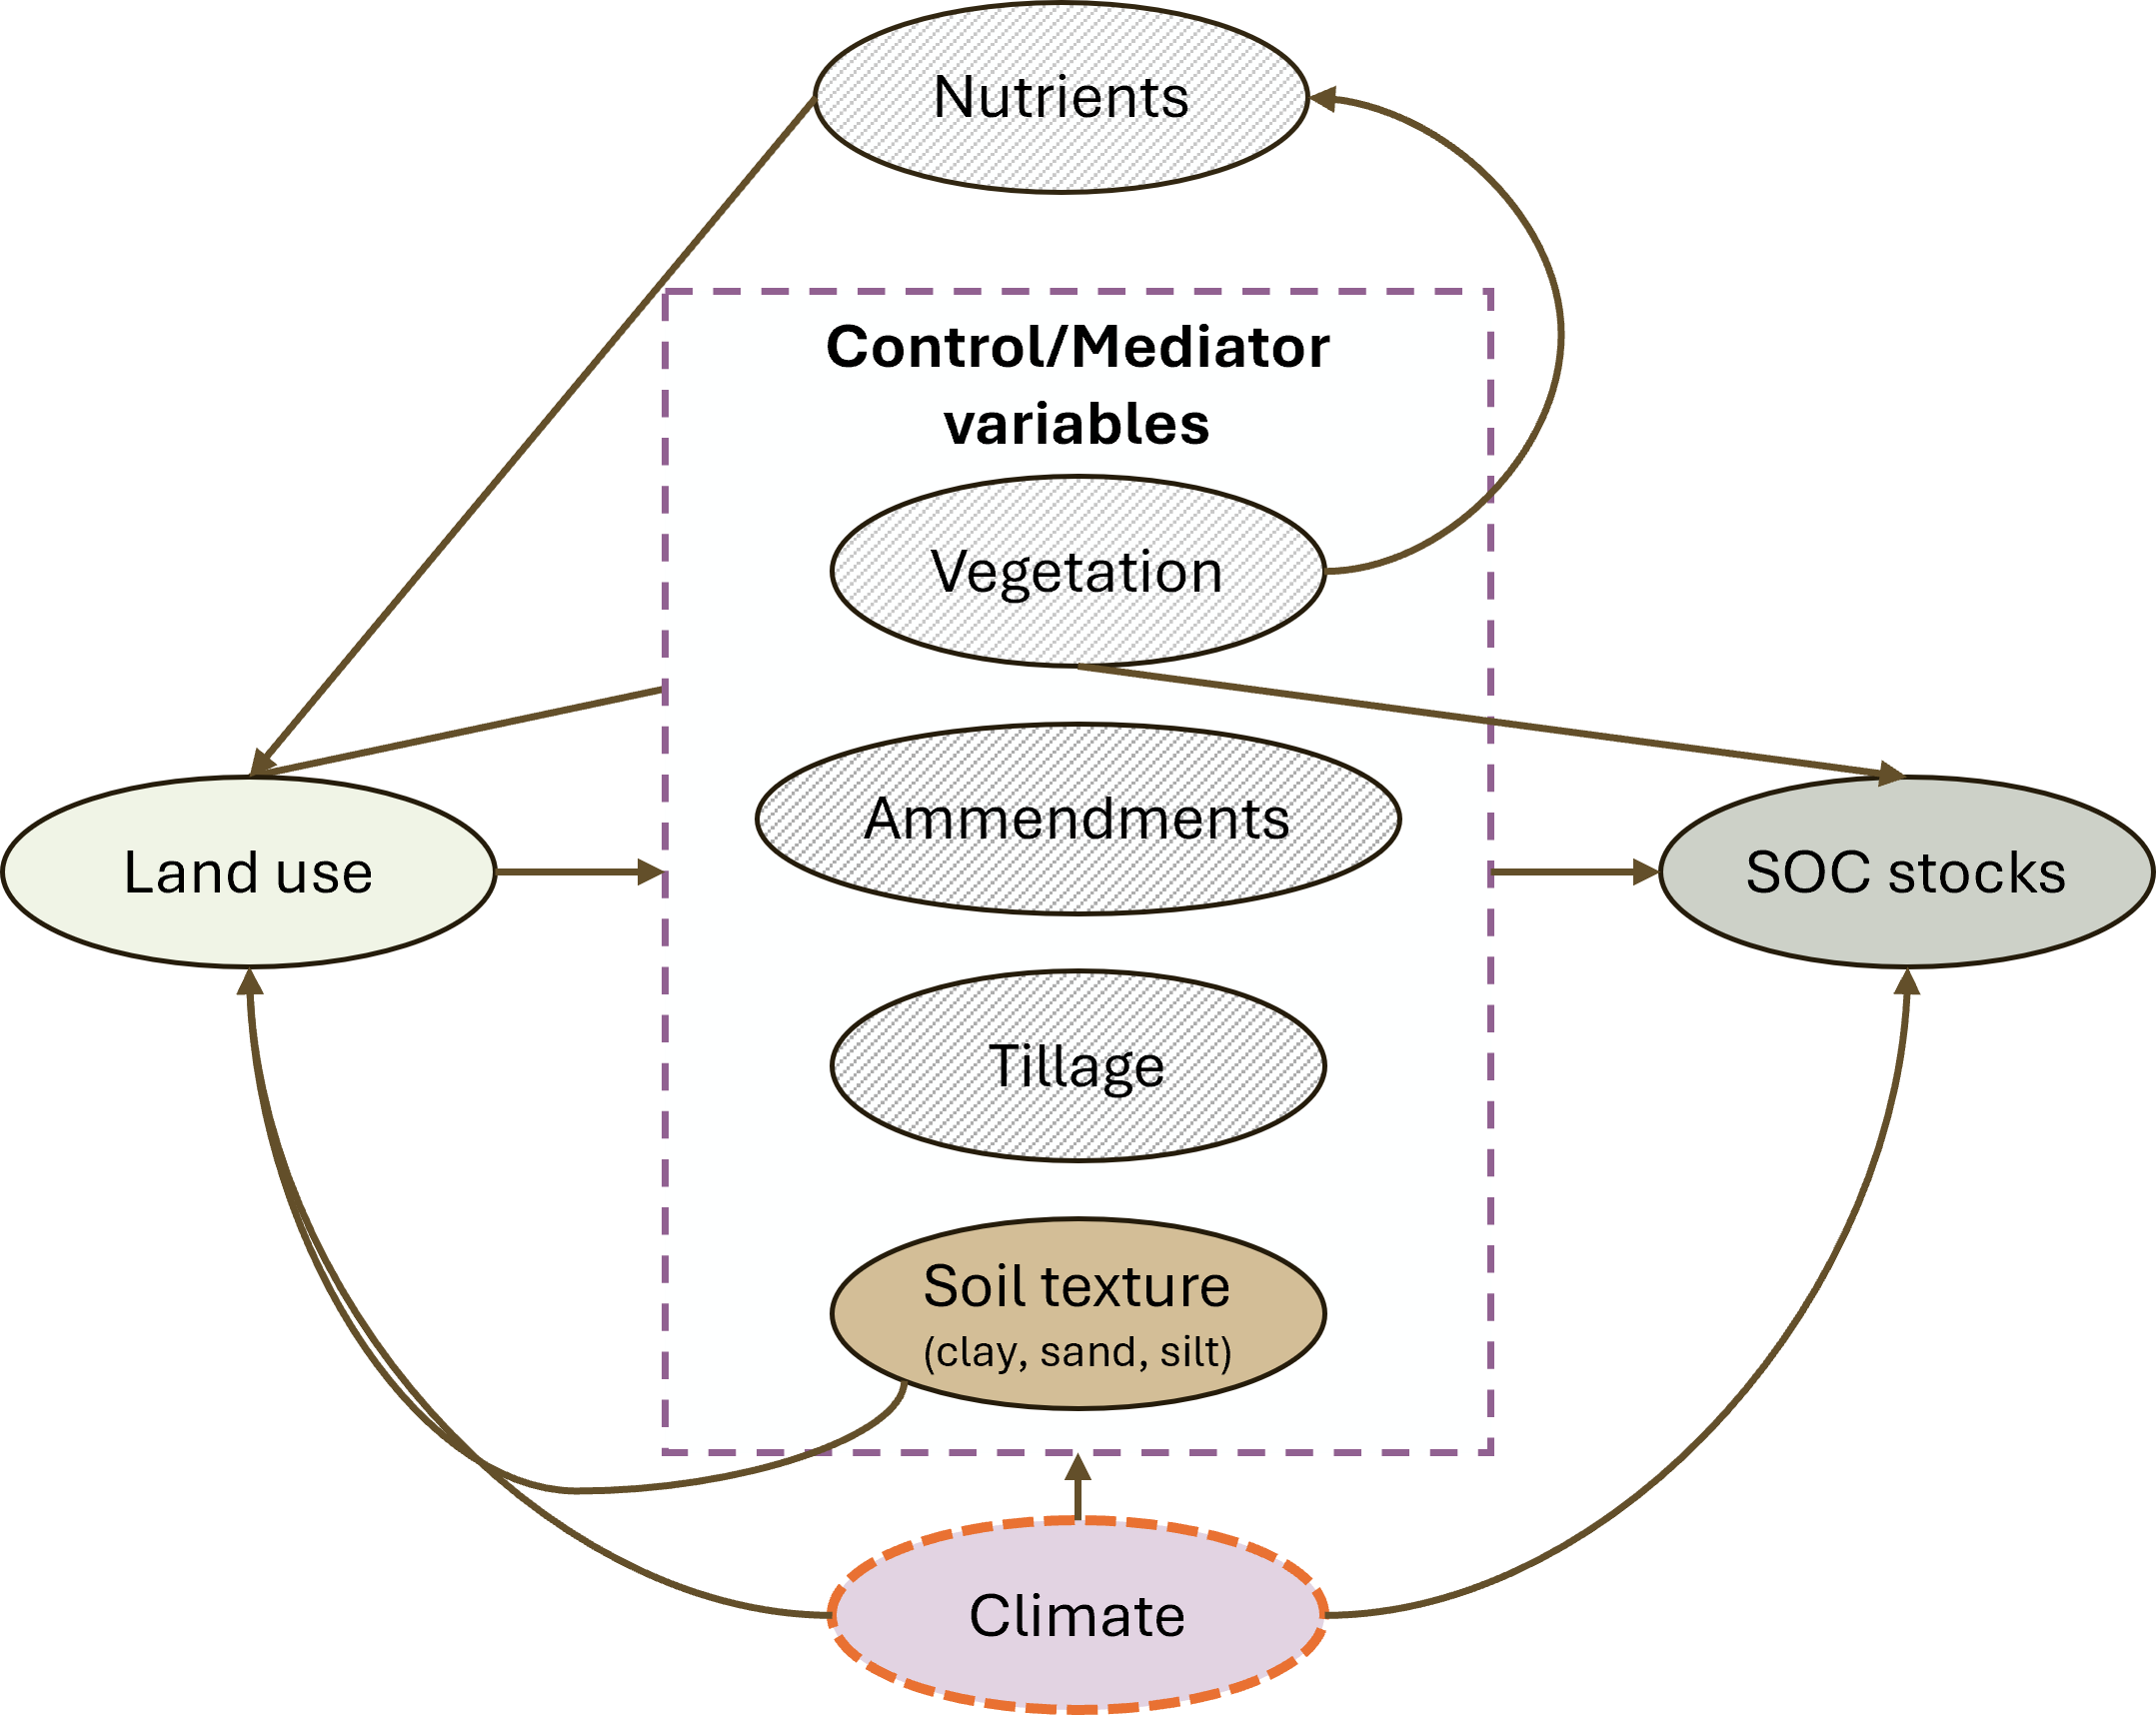 Nutrients
Control/Mediator
variables
Vegetation
Ammendments
Land use
SOC stocks
Tillage
Soil texture
(clay, sand, silt)
Climate